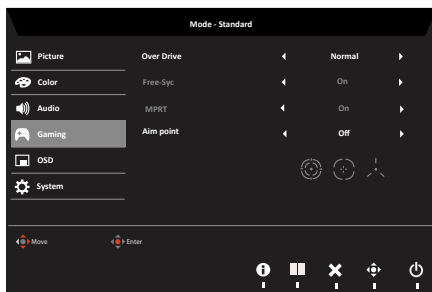 Mode - Standard
Picture
Over Drive
Normal
Color
Free-Syc
On
Audio
MPRT
On
Gaming
Aim point
Off
OSD
System
Move
Enter